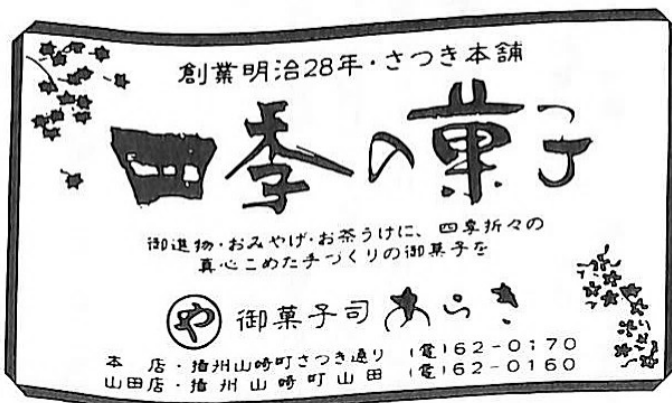 創業明治28年・さつき本舗
四季の菓子
御進物・おみやげ・お茶うけに、四季折々の
真心こめた手づくりの御菓子を
や 御菓子司 あらき
本店・播州山崎町さつき通り (電)62-0170
山田店・播州山崎町山田 (電)62-0160